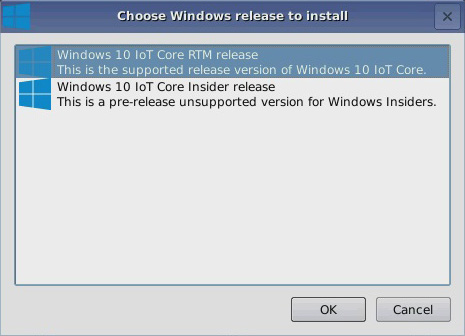 Choose Windows release to install
Windows 10 IoT Core RTM release
This is the supported release version of Windows 10 IoT Core.
Windows 10 IoT Core Insider release
This is a pre-release unsupported version for Windows Insiders.
OK
Cancel